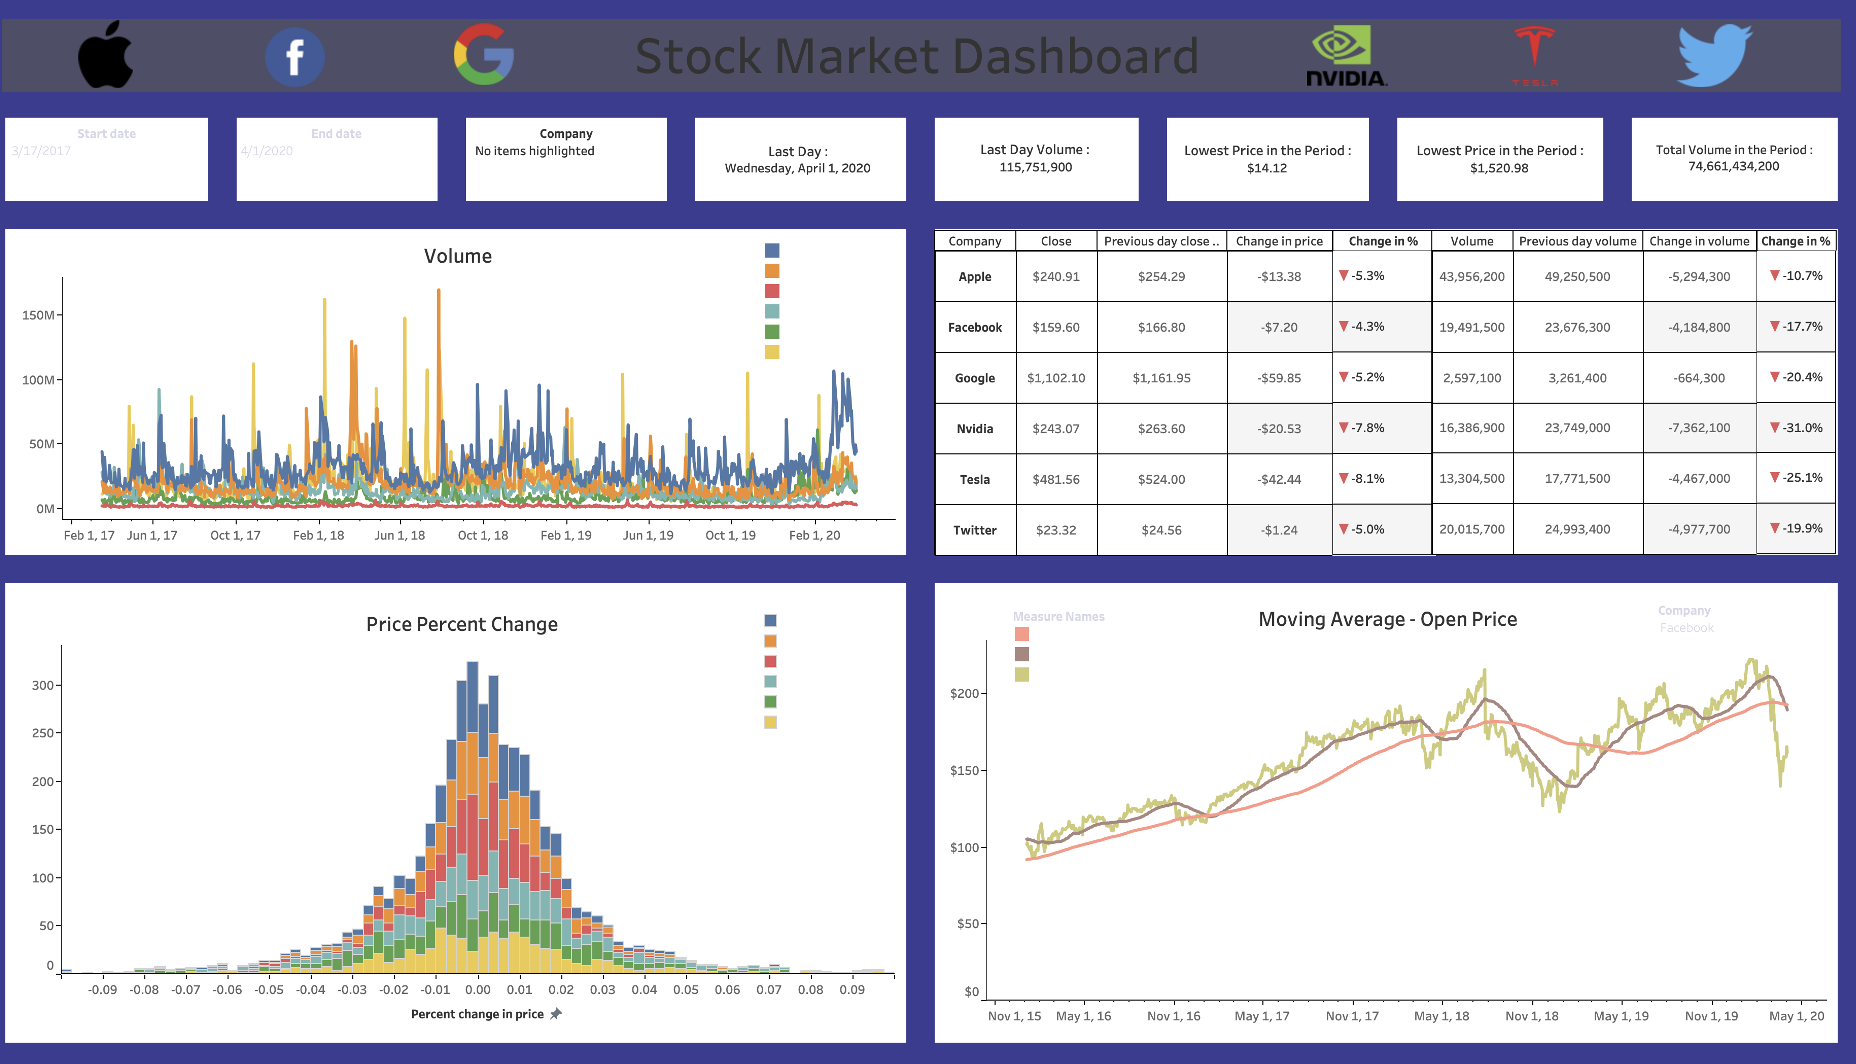 Stock Market Dashboard
NVIDIA.
TESLA
Start date
3/17/2017
End date
4/1/2020
Company
No items highlighted
Last Day :
Wednesday, April 1, 2020
Last Day Volume :
115,751,900
Lowest Price in the Period :
$14.12
Lowest Price in the Period :
$1,520.98
Total Volume in the Period :
74,661,434,200
Volume
150M
100M
50M
0M
Feb 1, 17 Jun 1, 17 Oct 1, 17 Feb 1, 18 Jun 1, 18 Oct 1, 18 Feb 1, 19 Jun 1, 19 Oct 1, 19 Feb 1, 20
Company Close Previous day close .. Change in price Change in % Volume Previous day volume Change in volume Change in %
Apple $240.91 $254.29 -$13.38 ▼ -5.3% 43,956,200 49,250,500 -5,294,300 ▼ -10.7%
Facebook $159.60 $166.80 -$7.20 ▼ -4.3% 19,491,500 23,676,300 -4,184,800 ▼ -17.7%
Google $1,102.10 $1,161.95 -$59.85 ▼ -5.2% 2,597,100 3,261,400 -664,300 ▼ -20.4%
Nvidia $243.07 $263.60 -$20.53 ▼ -7.8% 16,386,900 23,749,000 -7,362,100 ▼ -31.0%
Tesla $481.56 $524.00 -$42.44 ▼ -8.1% 13,304,500 17,771,500 -4,467,000 ▼ -25.1%
Twitter $23.32 $24.56 -$1.24 ▼ -5.0% 20,015,700 24,993,400 -4,977,700 ▼ -19.9%
Price Percent Change
300
250
200
150
100
50
0
-0.09 -0.08 -0.07 -0.06 -0.05 -0.04 -0.03 -0.02 -0.01 0.00 0.01 0.02 0.03 0.04 0.05 0.06 0.07 0.08 0.09
Percent change in price
Measure Names
Moving Average - Open Price
Company
Facebook
$200
$150
$100
$50
$0
Nov 1, 15 May 1, 16 Nov 1, 16 May 1, 17 Nov 1, 17 May 1, 18 Nov 1, 18 May 1, 19 Nov 1, 19 May 1, 20